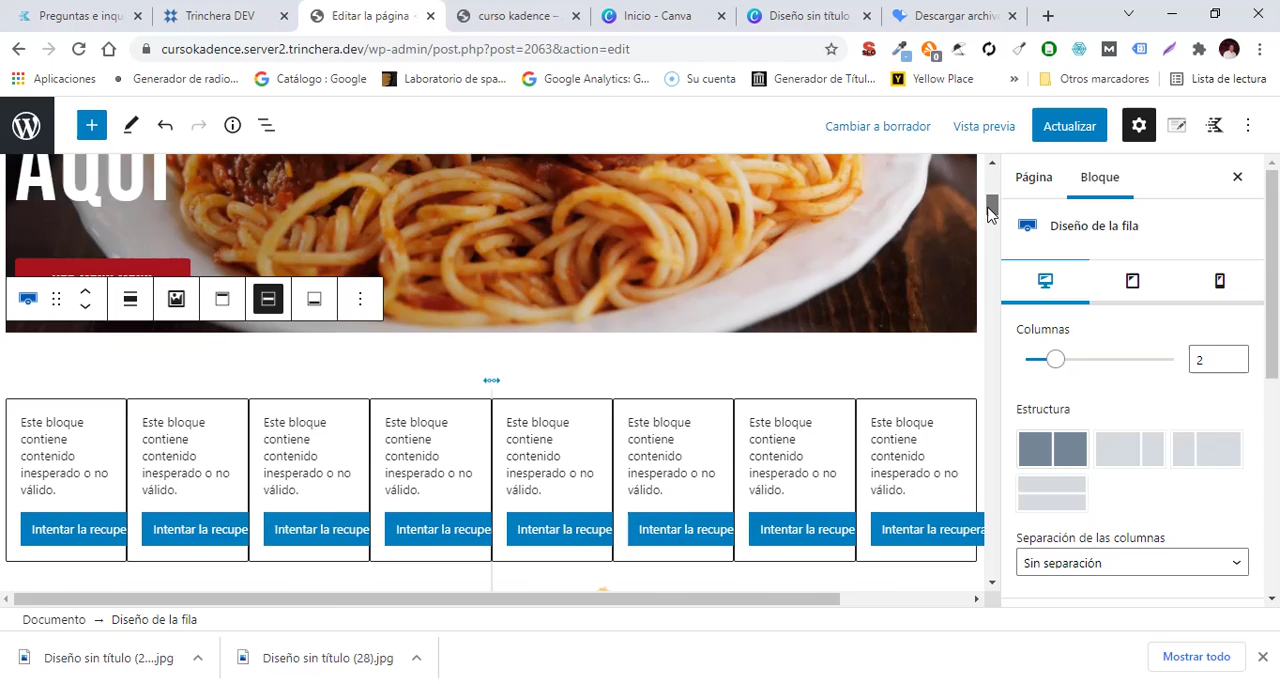 Preguntas e inqu
Trinchera DEV
Editar la página
curso kadence –
Inicio - Canva
Diseño sin título
Descargar archiv
cursokadence.server2.trinchera.dev/wp-admin/post.php?post=2063&action=edit
Aplicaciones
Generador de radio...
Catálogo : Google
Laboratorio de spa...
Google Analytics: G...
Su cuenta
Generador de Títul...
Yellow Place
»
Otros marcadores
Lista de lectura
Cambiar a borrador
Vista previa
Actualizar
AQUÍ
Página
Bloque
Diseño de la fila
Columnas
2
Estructura
Este bloque
contiene
contenido
inesperado o no
válido.
Intentar la recupe
Este bloque
contiene
contenido
inesperado o no
válido.
Intentar la recupe
Este bloque
contiene
contenido
inesperado o no
válido.
Intentar la recupe
Este bloque
contiene
contenido
inesperado o no
válido.
Intentar la recupe
Este bloque
contiene
contenido
inesperado o no
válido.
Intentar la recupe
Este bloque
contiene
contenido
inesperado o no
válido.
Intentar la recupe
Este bloque
contiene
contenido
inesperado o no
válido.
Intentar la recupe
Este bloque
contiene
contenido
inesperado o no
válido.
Intentar la recupera
Separación de las columnas
Sin separación
Documento → Diseño de la fila
Diseño sin título (2....jpg
Diseño sin título (28).jpg
Mostrar todo